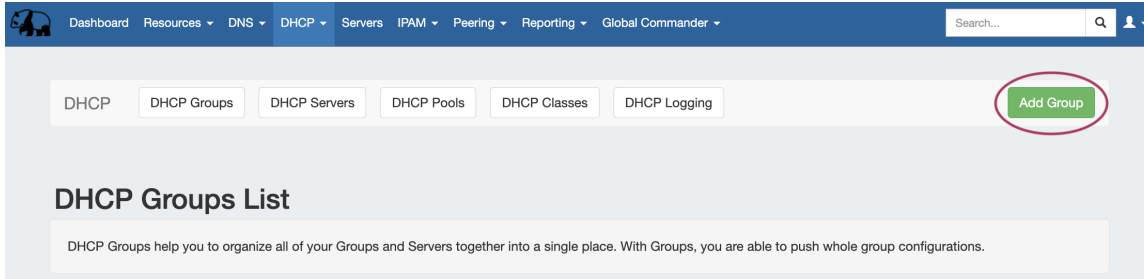 Dashboard Resources DNS DHCP Servers IPAM Peering Reporting Global Commander Search...
DHCP DHCP Groups DHCP Servers DHCP Pools DHCP Classes DHCP Logging Add Group
DHCP Groups List
DHCP Groups help you to organize all of your Groups and Servers together into a single place. With Groups, you are able to push whole group configurations.